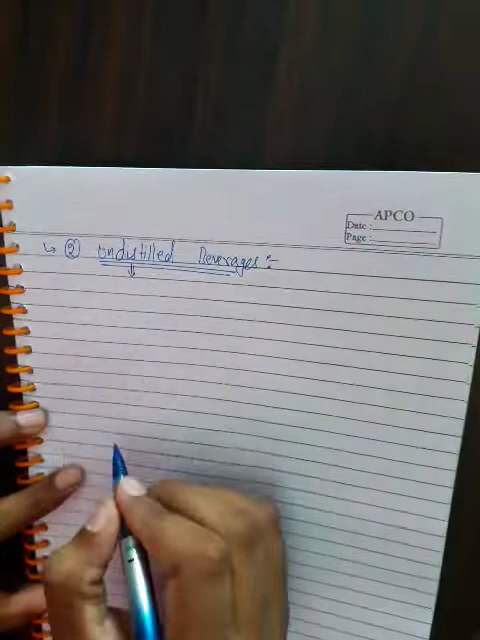 APCO
Date :
Page :
↳ ② Undistilled Beverages :-
↓